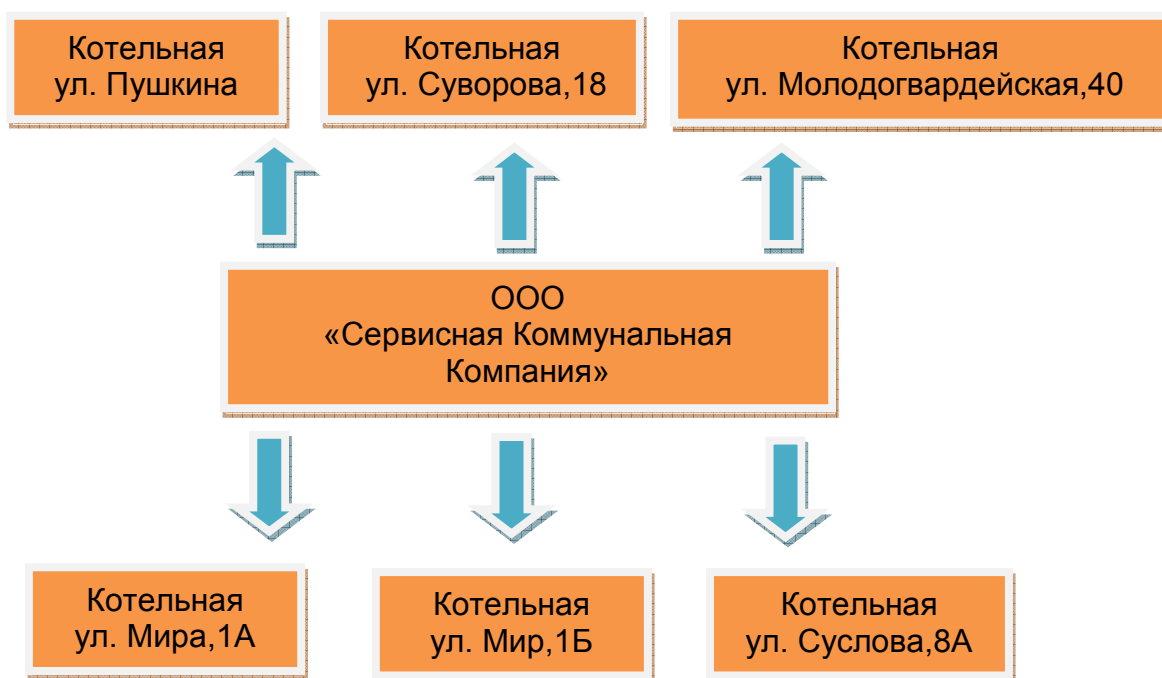 Котельная
ул. Пушкина
Котельная
ул. Суворова,18
Котельная
ул. Молодогвардейская,40
ООО
«Сервисная Коммунальная
Компания»
Котельная
ул. Мира,1А
Котельная
ул. Мир,1Б
Котельная
ул. Суслова,8А